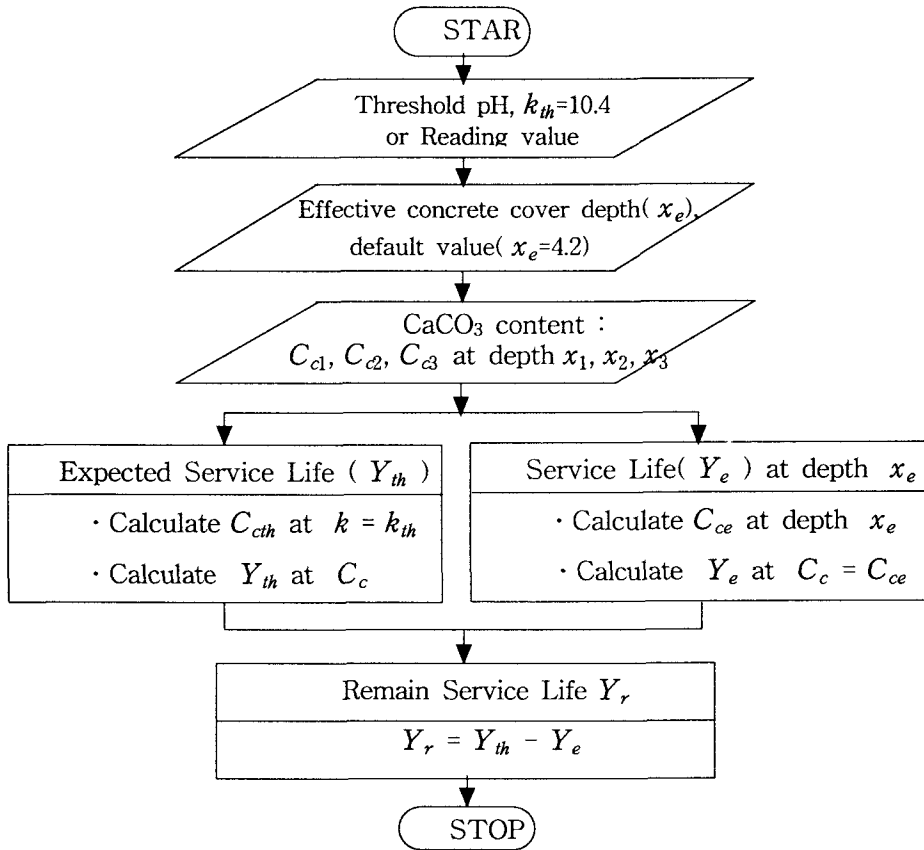 STAR
Threshold pH, k_th=10.4
or Reading value
Effective concrete cover depth( x_e),
default value( x_e=4.2)
CaCO₃ content :
C_c1, C_c2, C_c3 at depth x_1, x_2, x_3
Expected Service Life ( Y_th )
· Calculate C_cth at k = k_th
· Calculate Y_th at C_c
Service Life( Y_e ) at depth x_e
· Calculate C_ce at depth x_e
· Calculate Y_e at C_c = C_ce
Remain Service Life Y_r
Y_r = Y_th - Y_e
STOP